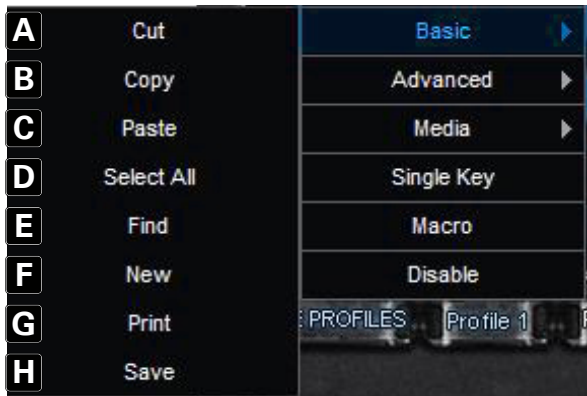 A Cut Basic
B Copy Advanced
C Paste Media
D Select All Single Key
E Find Macro
F New Disable
G Print PROFILES Profile 1
H Save